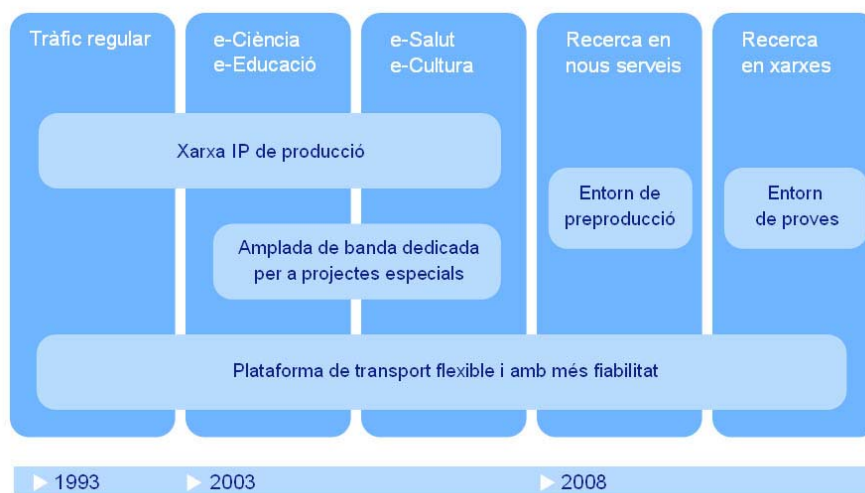 Tràfic regular
e-Ciència
e-Educació
e-Salut
e-Cultura
Recerca en
nous serveis
Recerca
en xarxes
Xarxa IP de producció
Entorn de
preproducció
Entorn
de proves
Amplada de banda dedicada
per a projectes especials
Plataforma de transport flexible i amb més fiabilitat
1993
2003
2008